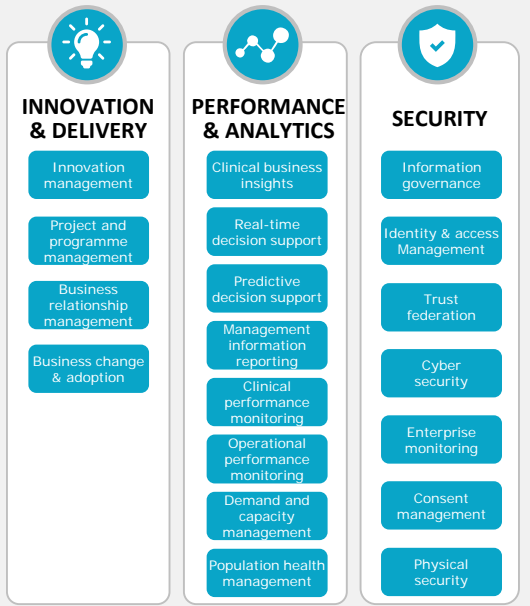 INNOVATION
& DELIVERY
Innovation
management
Project and
programme
management
Business
relationship
management
Business change
& adoption
PERFORMANCE
& ANALYTICS
Clinical business
insights
Real-time
decision support
Predictive
decision support
Management
information
reporting
Clinical
performance
monitoring
Operational
performance
monitoring
Demand and
capacity
management
Population health
management
SECURITY
Information
governance
Identity & access
Management
Trust
federation
Cyber
security
Enterprise
monitoring
Consent
management
Physical
security